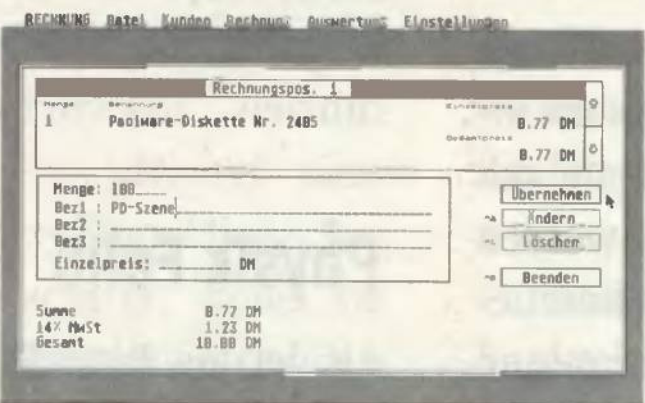 RECHNUNG Datei Kunden Rechnung Auswertung Einstellungen
Rechnungspos. 1
Menge Benennung Einzelpreis
1 Poolware-Diskette Nr. 2405 8.77 DM
Gesamtpreis
8.77 DM
Menge: 100
Bez1 : PD-Szene
Bez2 :
Bez3 :
Einzelpreis: DM
Übernehmen
^A Ändern
^L Löschen
Beenden
Summe 8.77 DM
14% MwSt 1.23 DM
Gesamt 10.00 DM